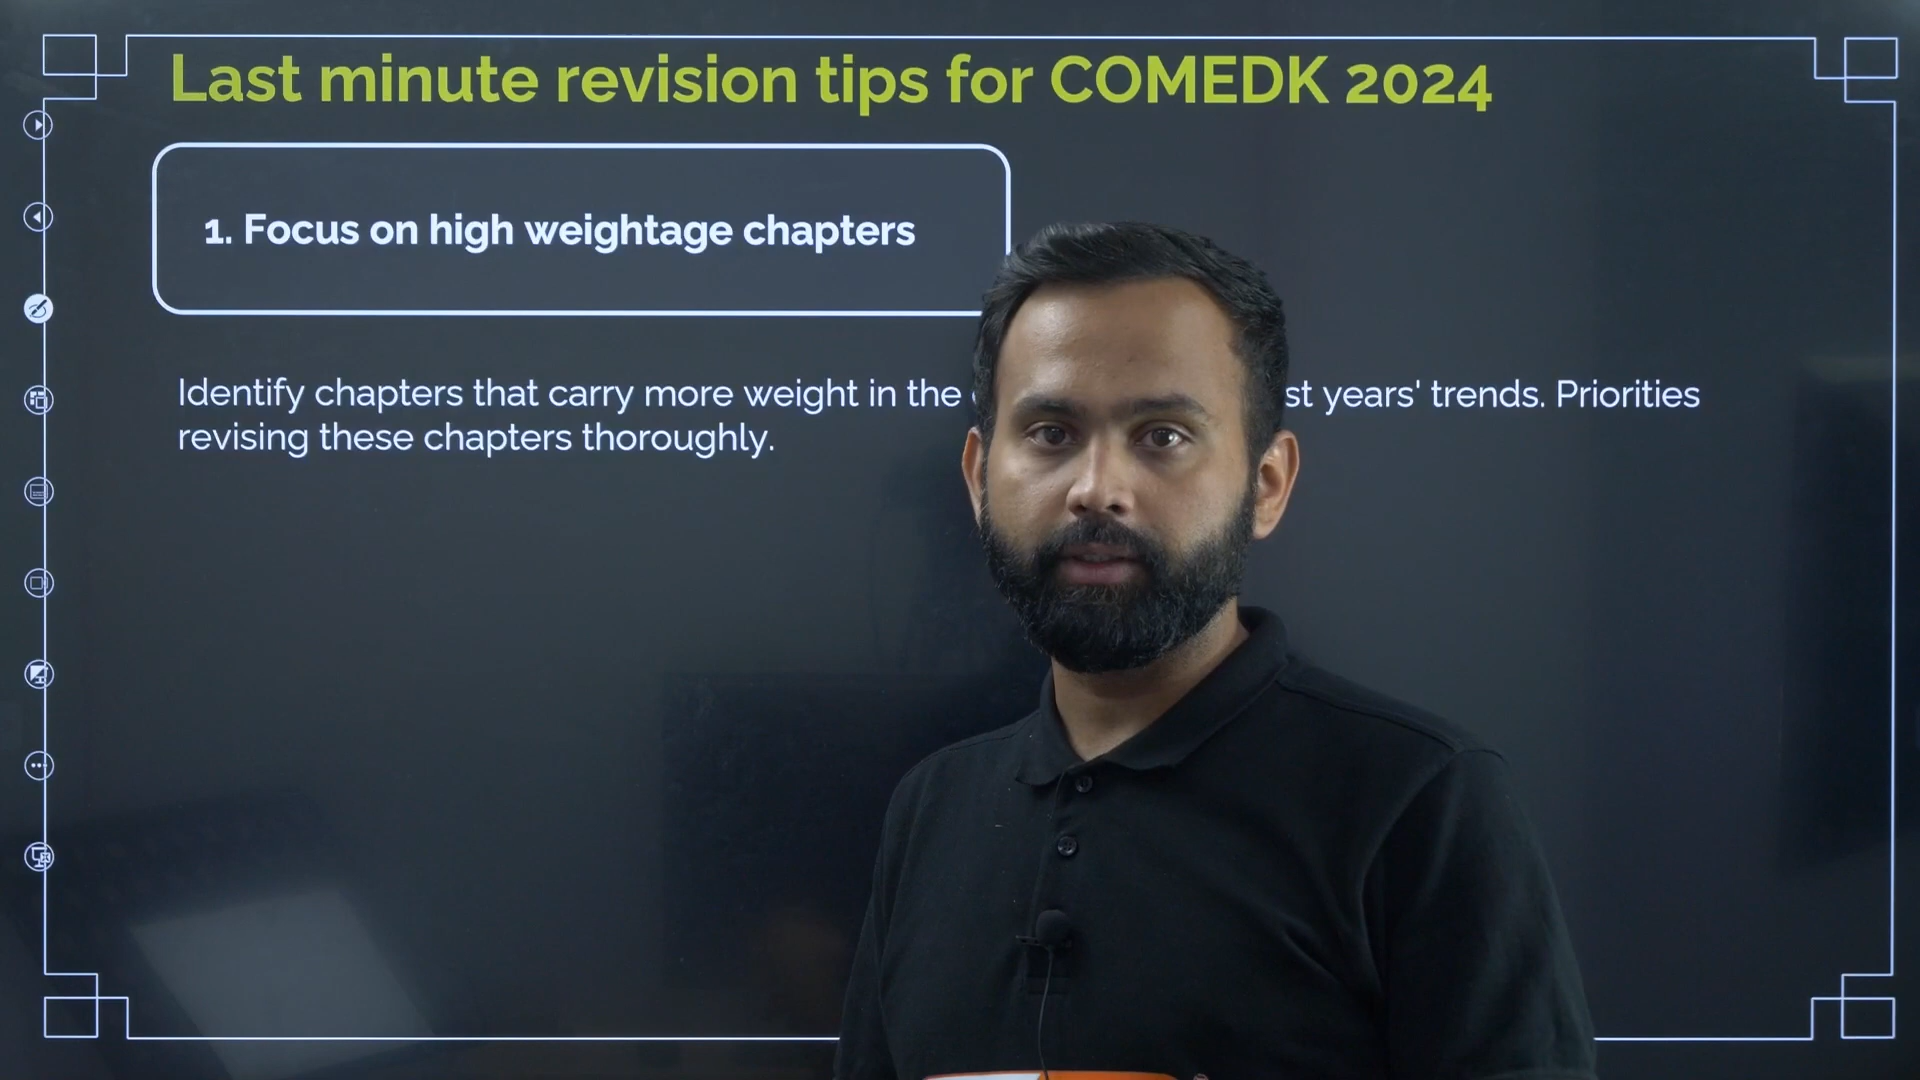 Last minute revision tips for COMEDK 2024
1. Focus on high weightage chapters
Identify chapters that carry more weight in the st years' trends. Priorities
revising these chapters thoroughly.